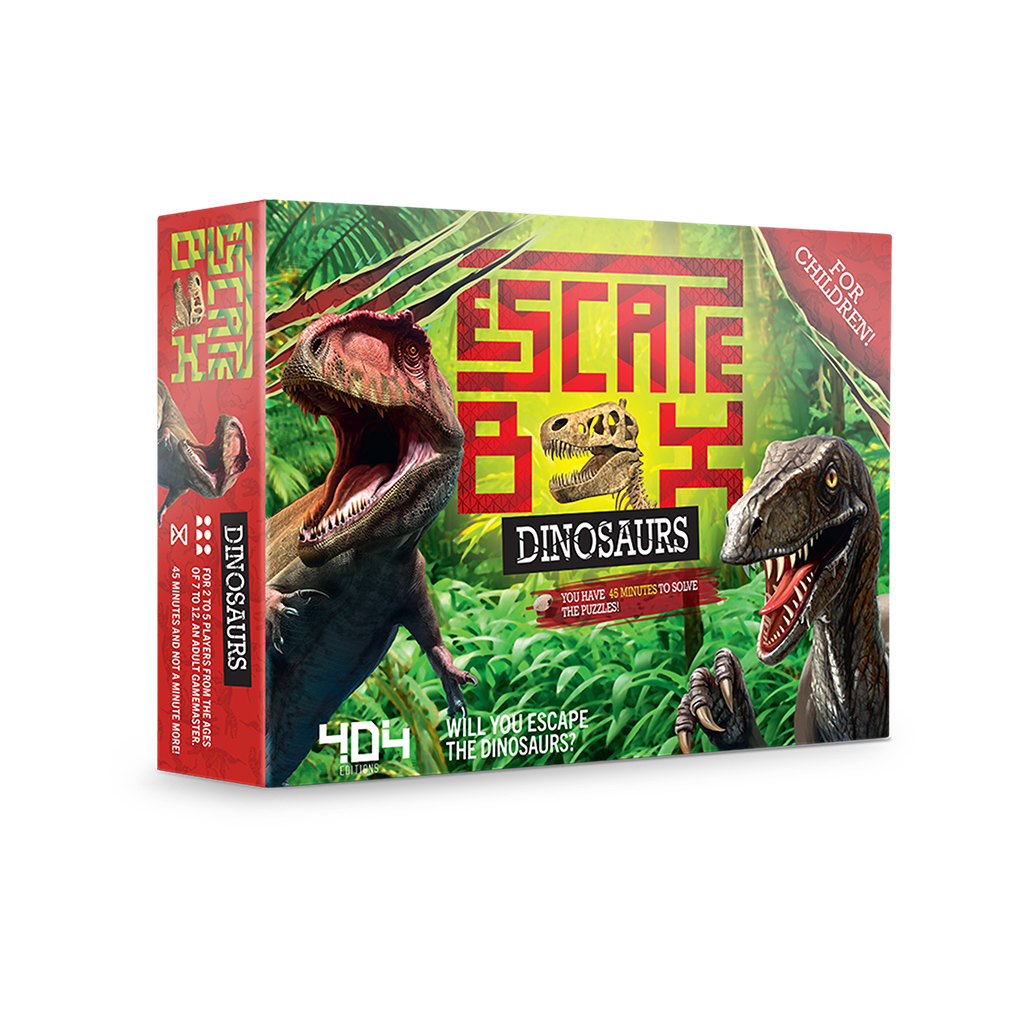 ESCAPE
BOX
DINOSAURS
FOR 2 TO 5 PLAYERS FROM THE AGES
OF 7 TO 12. AN ADULT GAMEMASTER.
45 MINUTES AND NOT A MINUTE MORE!
FOR
CHILDREN!
ESCAPE
BOX
DINOSAURS
YOU HAVE 45 MINUTES TO SOLVE
THE PUZZLES!
404
EDITIONS
WILL YOU ESCAPE
THE DINOSAURS?